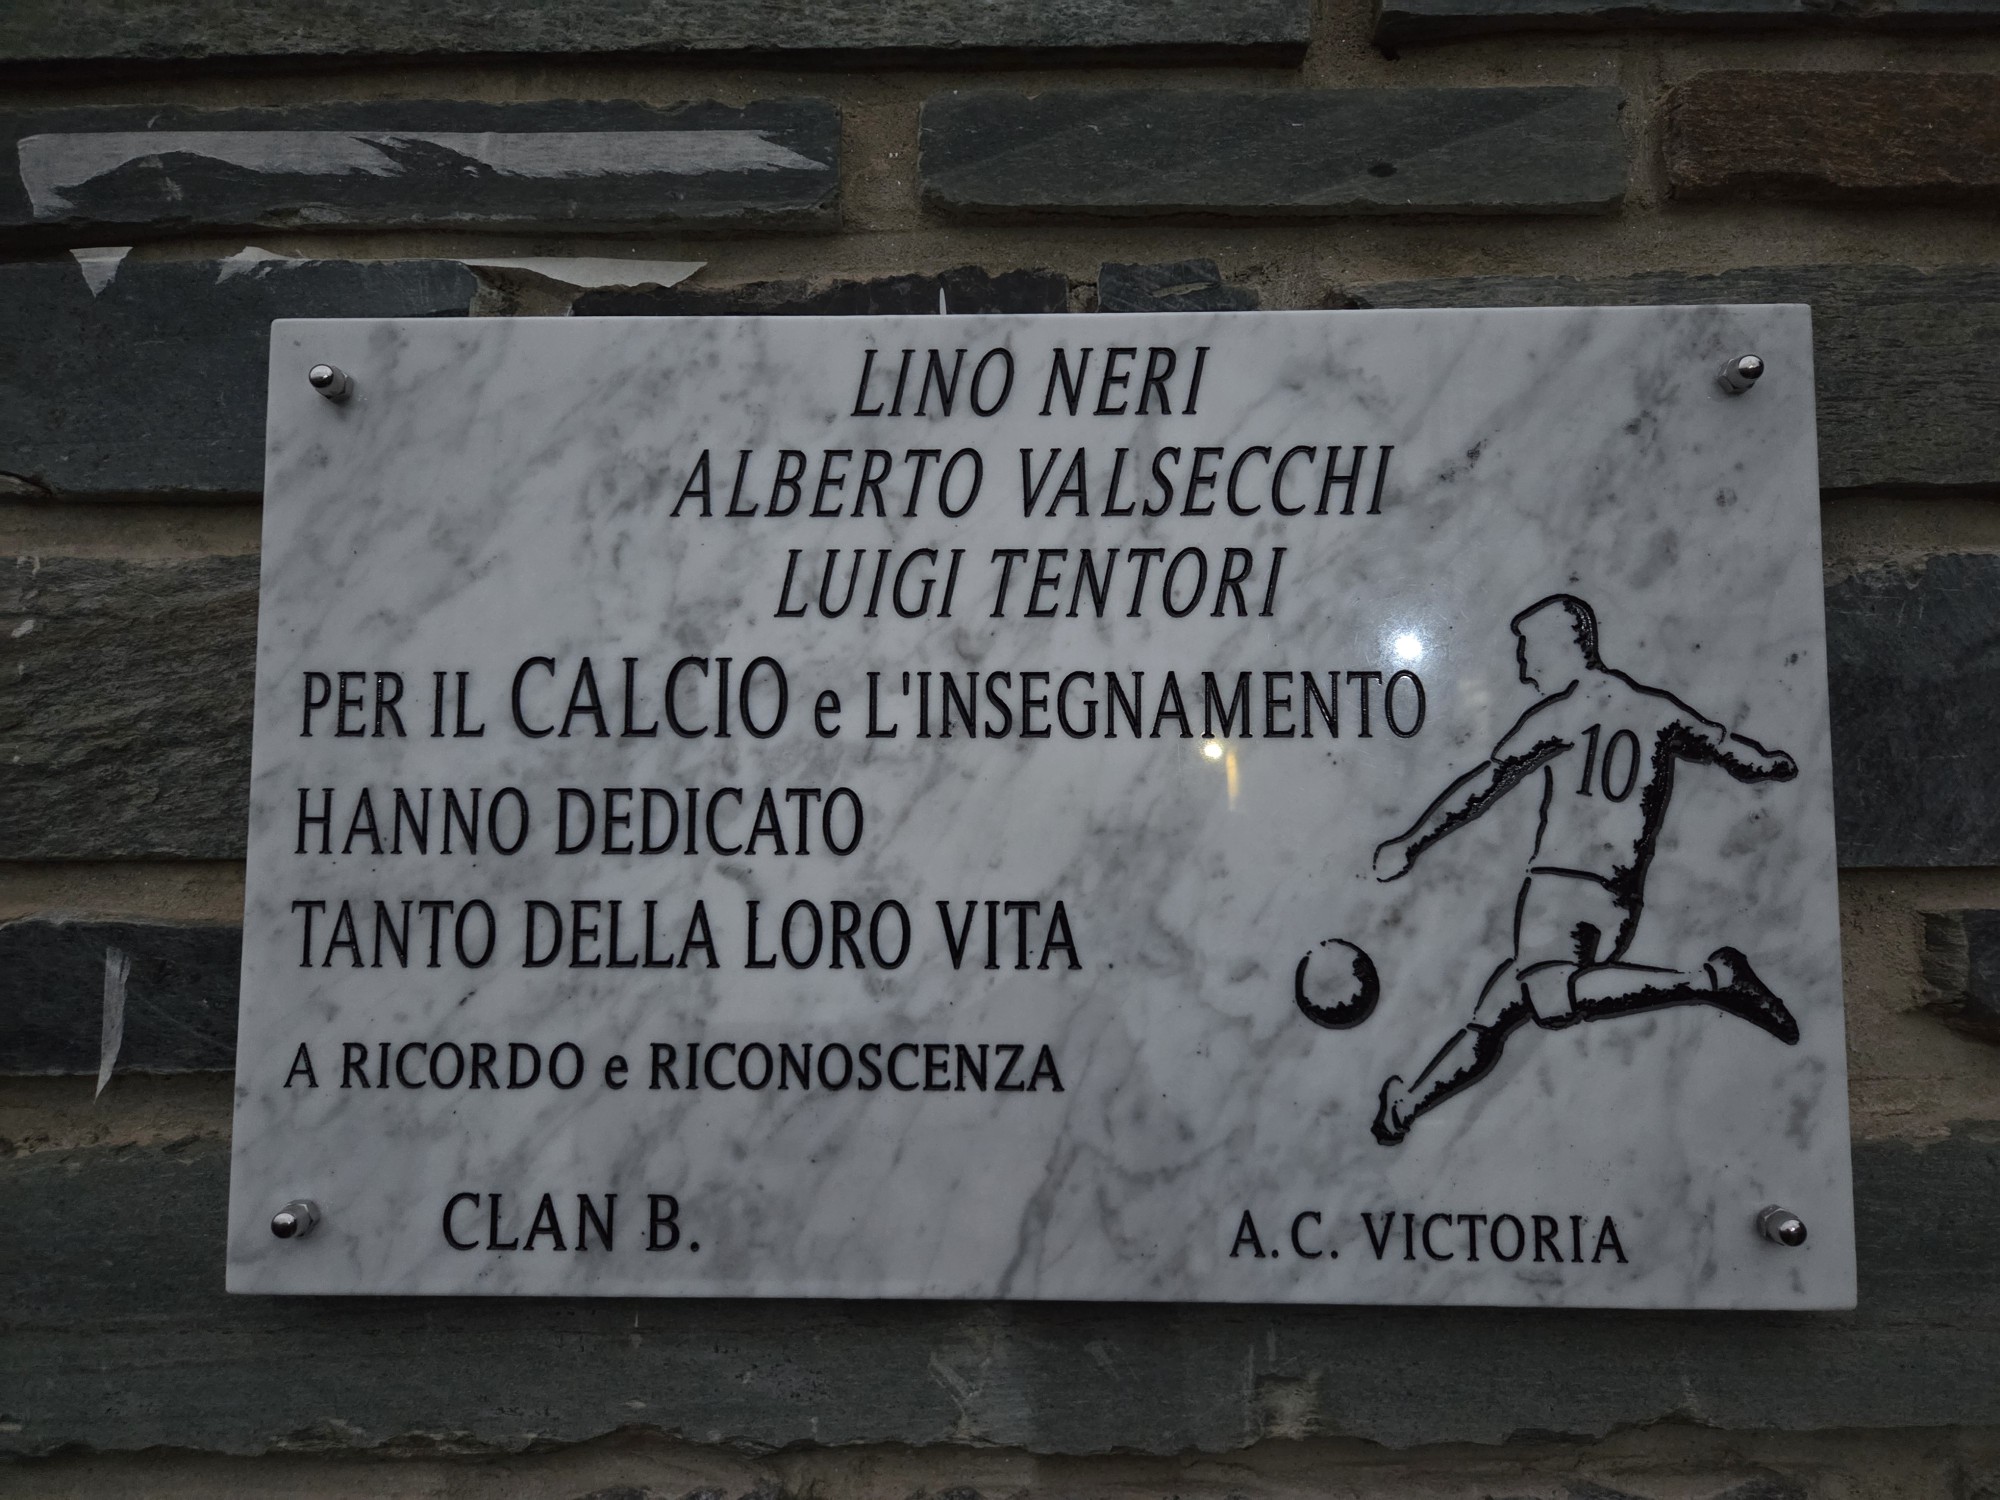 LINO NERI
ALBERTO VALSECCHI
LUIGI TENTORI
PER IL CALCIO e L'INSEGNAMENTO
HANNO DEDICATO
TANTO DELLA LORO VITA
A RICORDO e RICONOSCENZA
CLAN B.
A.C. VICTORIA
10